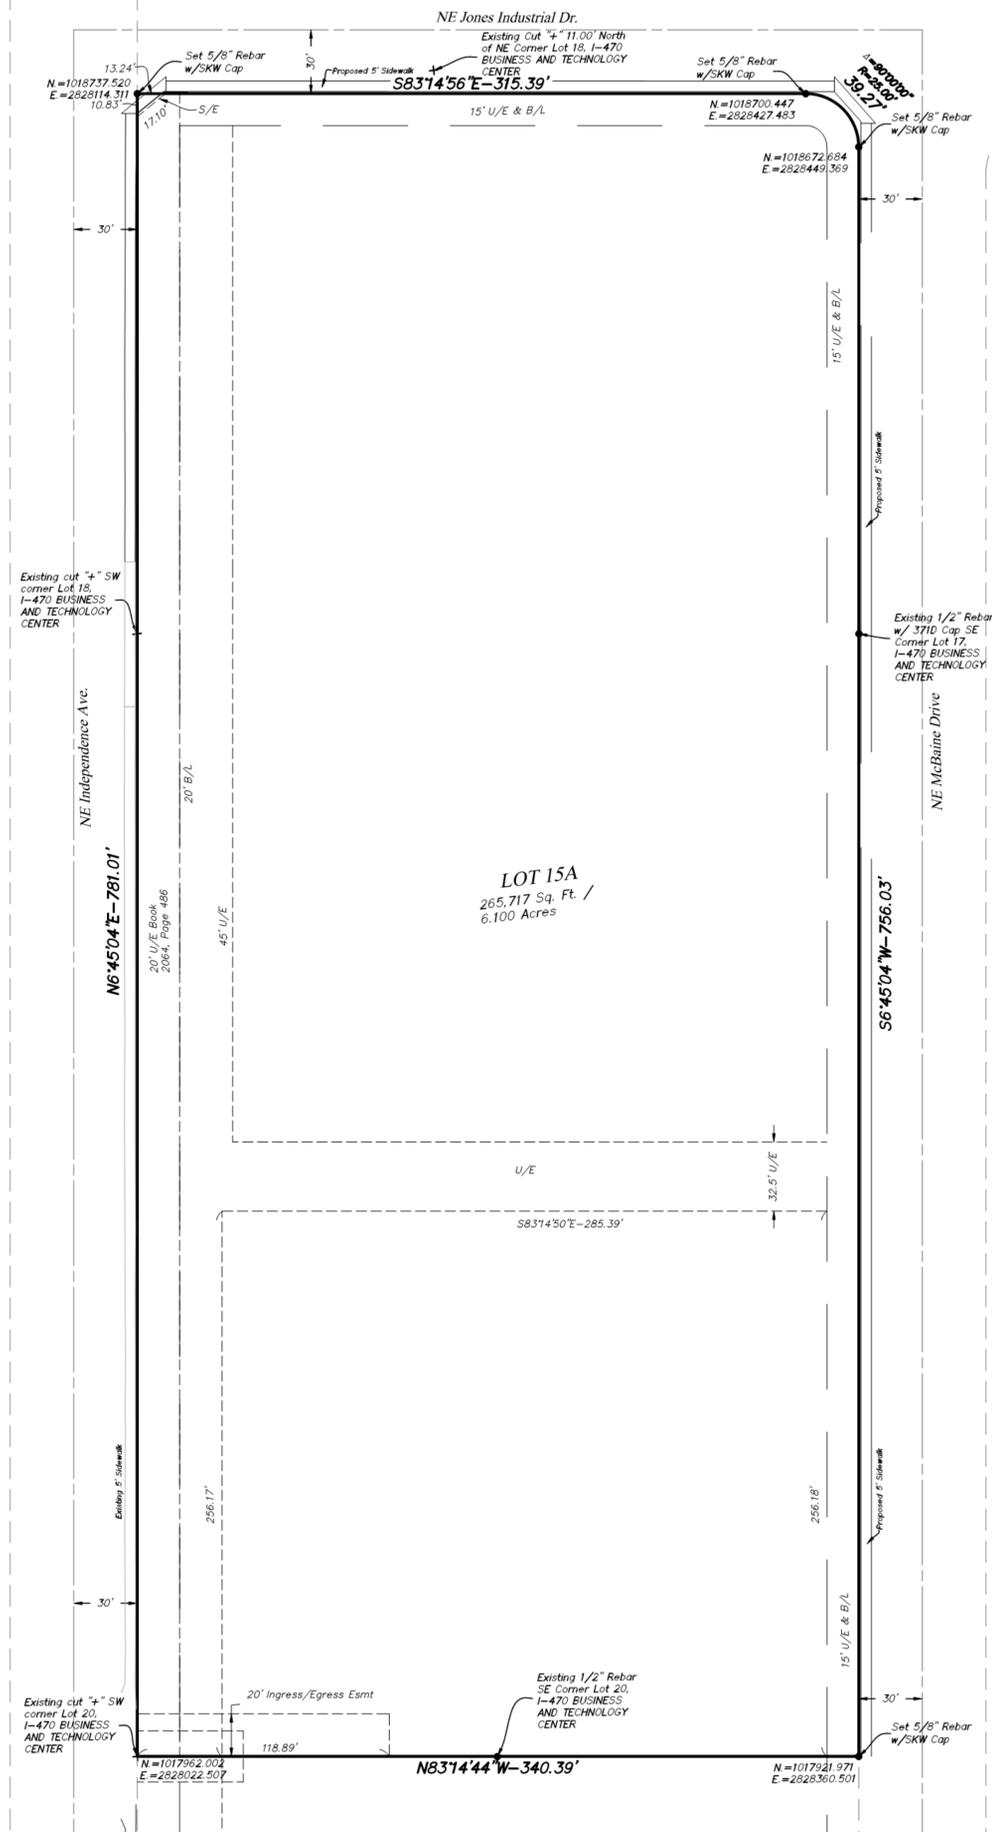 NE Jones Industrial Dr.
Existing Cut "+" 11.00' North
of NE Corner Lot 18, I-470
BUSINESS AND TECHNOLOGY
CENTER
Set 5/8" Rebar
w/SKW Cap
13.24'
N.=1018737.520
E.=2828114.311
10.83'
17.10'
S/E
30'
Proposed 5' Sidewalk
S83°14'56"E-315.39'
15' U/E & B/L
Set 5/8" Rebar
w/SKW Cap
N.=1018700.447
E.=2828427.483
Δ=90°00'00"
R=25.00'
39.27'
Set 5/8" Rebar
w/SKW Cap
N.=1018672.684
E.=2828449.369
30'
30'
15' U/E & B/L
Proposed 5' Sidewalk
Existing cut "+" SW
corner Lot 18,
I-470 BUSINESS
AND TECHNOLOGY
CENTER
Existing 1/2" Rebar
w/ 371D Cap SE
Corner Lot 17,
I-470 BUSINESS
AND TECHNOLOGY
CENTER
NE Independence Ave.
NE McBaine Drive
20' B/L
N6°45'04"E-781.01'
20' U/E Book
2064, Page 486
45' U/E
LOT 15A
265,717 Sq. Ft. /
6.100 Acres
S6°45'04"W-756.03'
U/E
32.5' U/E
S83°14'50"E-285.39'
Existing 5' Sidewalk
256.17'
256.18'
Proposed 5' Sidewalk
30'
15' U/E & B/L
20' Ingress/Egress Esmt
Existing 1/2" Rebar
SE Corner Lot 20,
I-470 BUSINESS
AND TECHNOLOGY
CENTER
30'
Existing cut "+" SW
corner Lot 20,
I-470 BUSINESS
AND TECHNOLOGY
CENTER
Set 5/8" Rebar
w/SKW Cap
118.89'
N.=1017962.002
E.=2828022.507
N83°14'44"W-340.39'
N.=1017921.971
E.=2828360.501